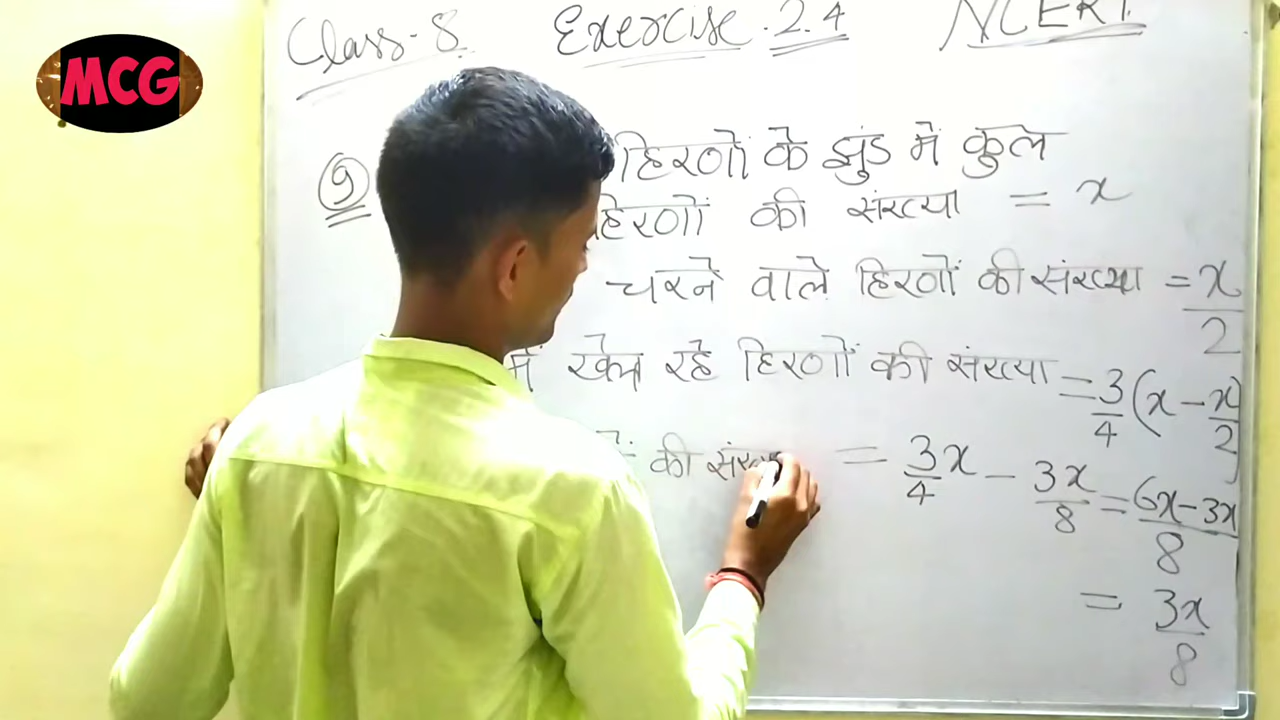 MCG
Class-8 Exercise.2.4 NCERT
9 हिरणों के झुंड में कुल
हिरणों की संख्या = x
चरने वाले हिरणों की संख्या = x/2
में खेल रहे हिरणों की संख्या = 3/4(x - x/2)
की = 3/4 x - 3x/8 = 6x-3x/8
= 3x/8